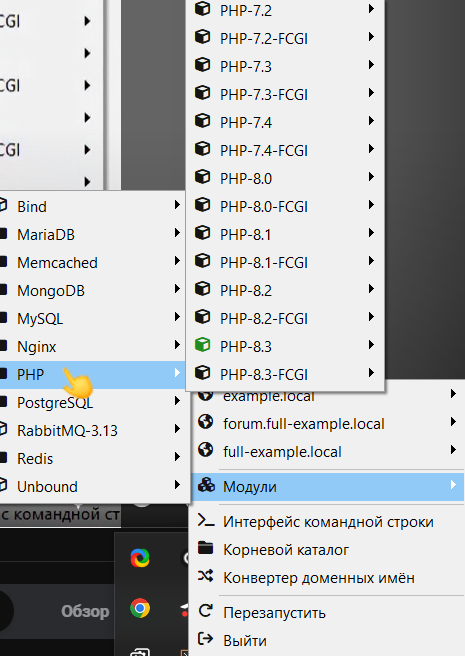 CGI
CGI
CGI
PHP-7.2
PHP-7.2-FCGI
PHP-7.3
PHP-7.3-FCGI
PHP-7.4
PHP-7.4-FCGI
PHP-8.0
PHP-8.0-FCGI
PHP-8.1
PHP-8.1-FCGI
PHP-8.2
PHP-8.2-FCGI
PHP-8.3
PHP-8.3-FCGI
Bind
MariaDB
Memcached
MongoDB
MySQL
Nginx
PHP
PostgreSQL
RabbitMQ-3.13
Redis
Unbound
example.local
forum.full-example.local
full-example.local
Модули
Интерфейс командной строки
Корневой каталог
Конвертер доменных имён
Перезапустить
Выйти
с командной ст
Обзор